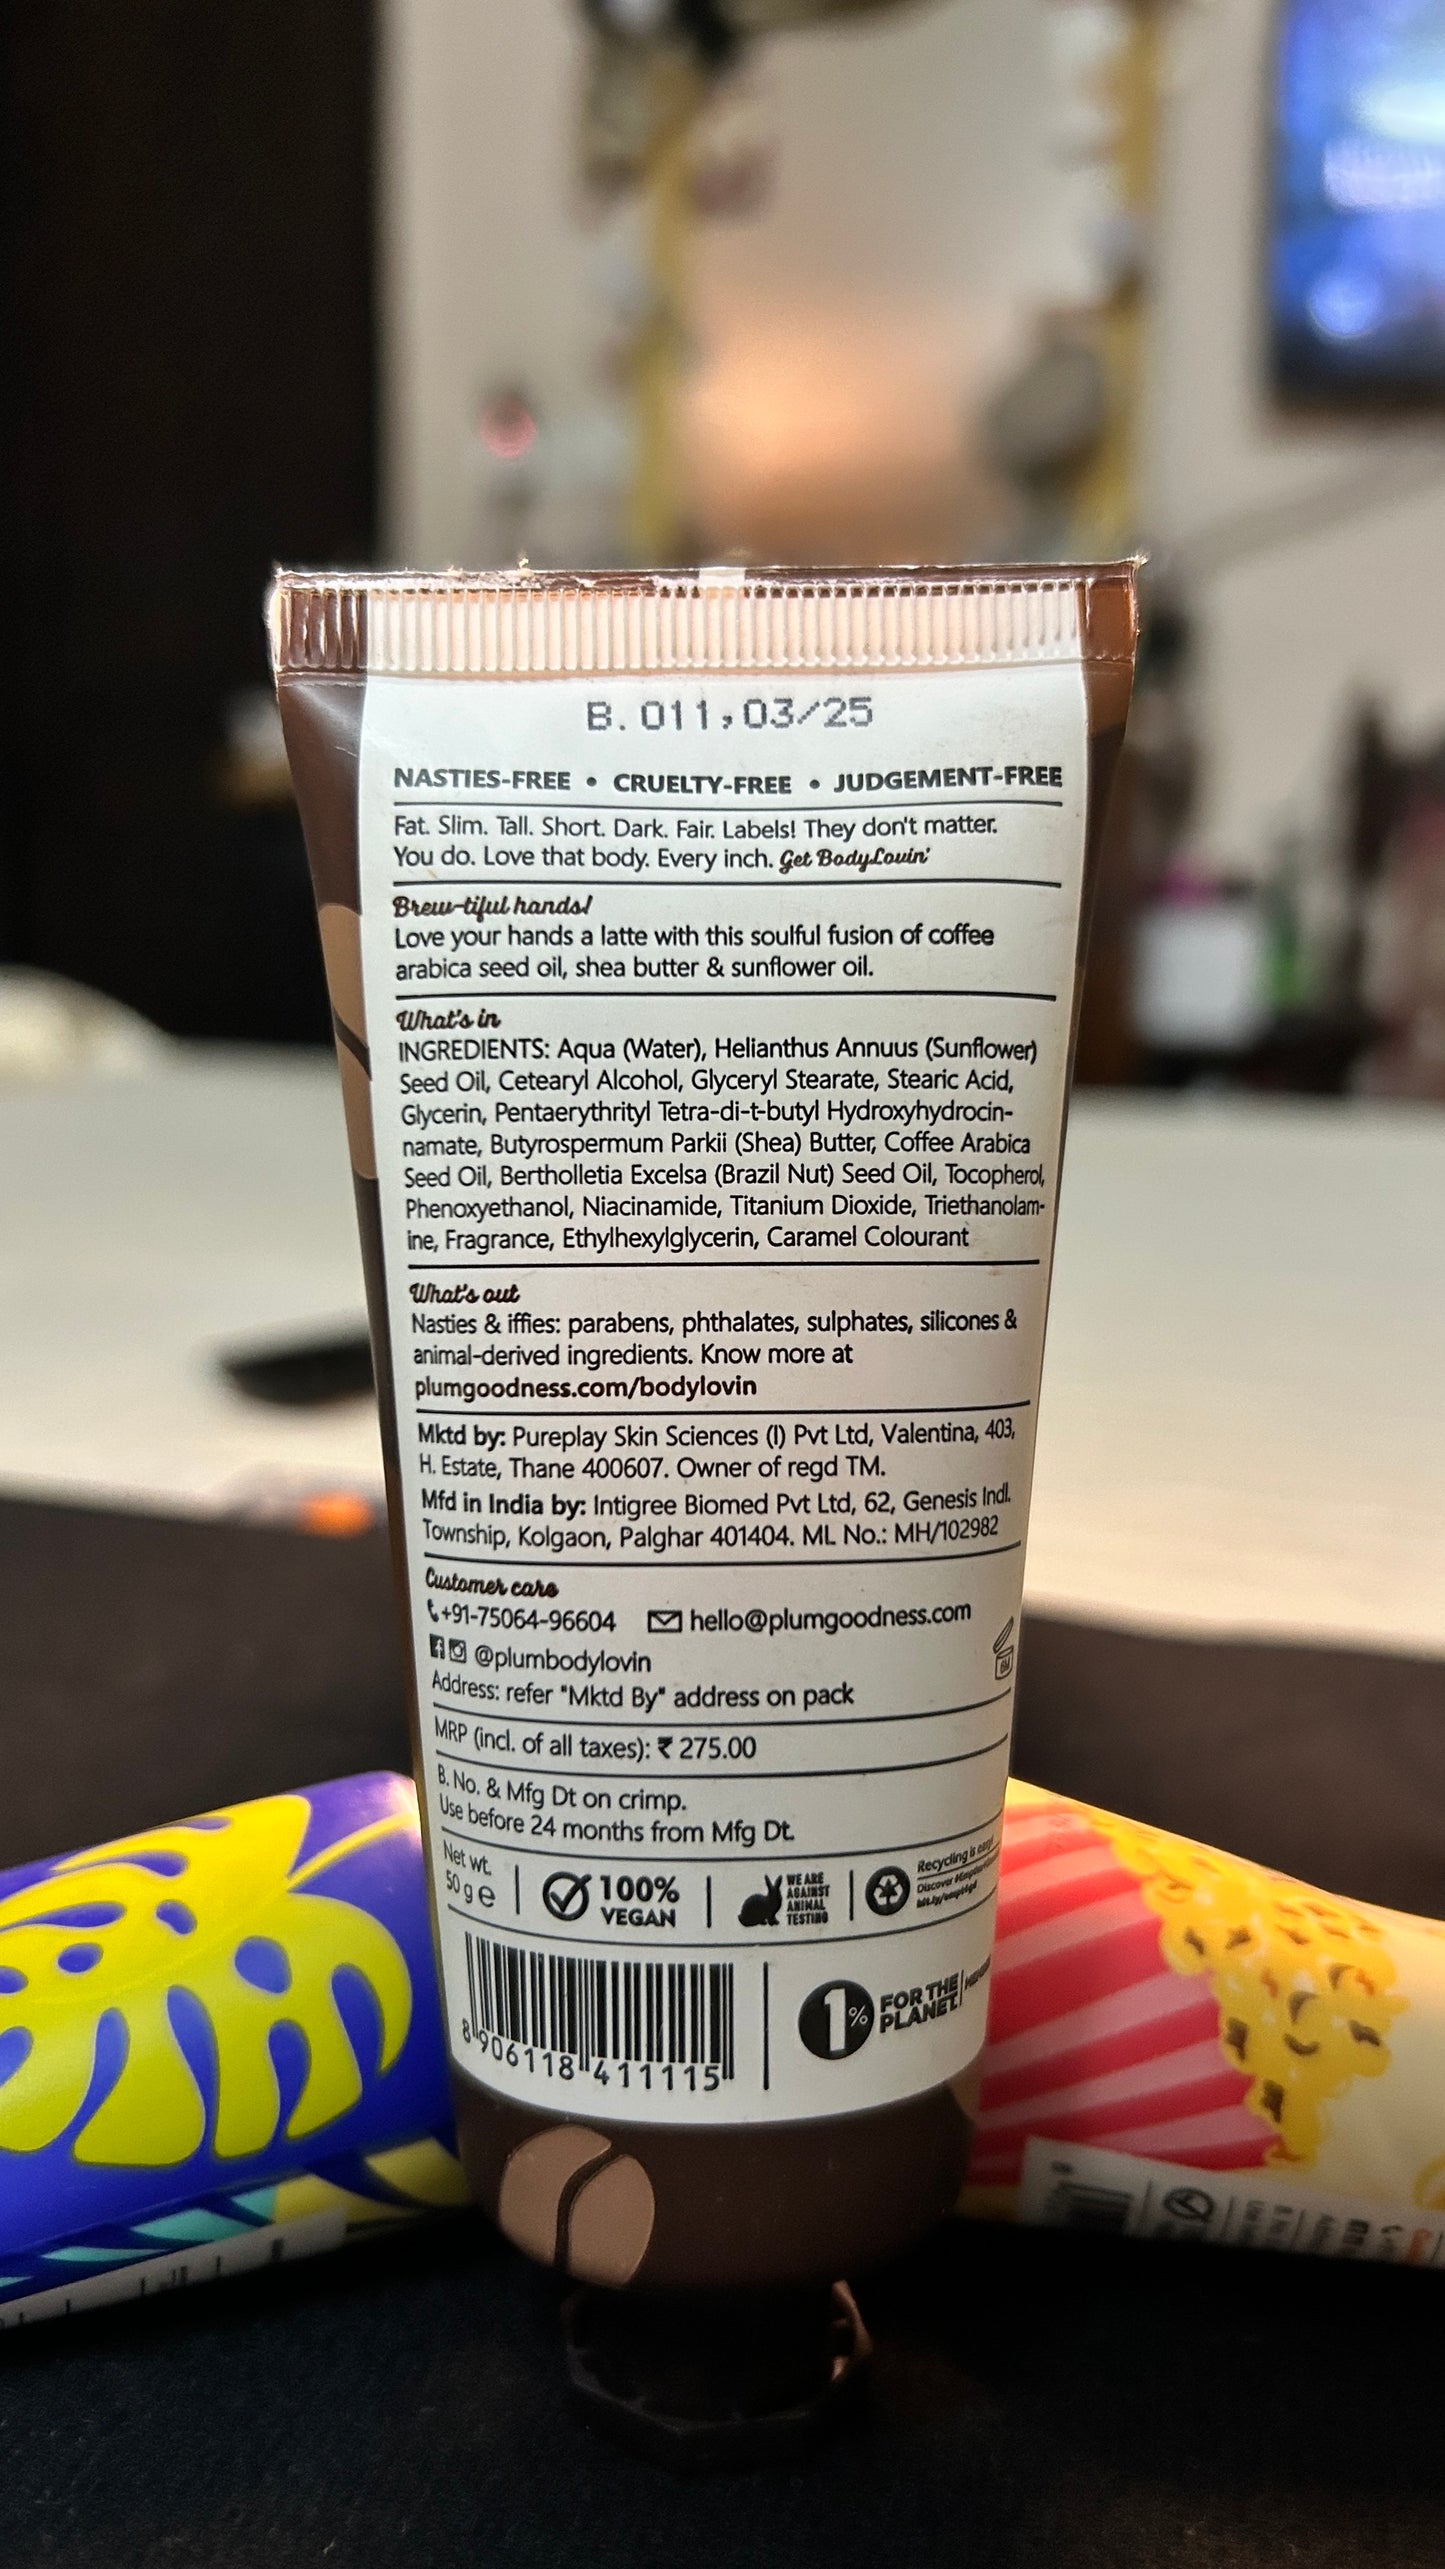 B. 011,03/25
NASTIES-FREE • CRUELTY-FREE • JUDGEMENT-FREE
Fat. Slim. Tall. Short. Dark. Fair. Labels! They don't matter.
You do. Love that body. Every inch. Get BodyLovin'
Brew-tiful hands!
Love your hands a latte with this soulful fusion of coffee
arabica seed oil, shea butter & sunflower oil.
What's in
INGREDIENTS: Aqua (Water), Helianthus Annuus (Sunflower)
Seed Oil, Cetearyl Alcohol, Glyceryl Stearate, Stearic Acid,
Glycerin, Pentaerythrityl Tetra-di-t-butyl Hydroxyhydrocin-
namate, Butyrospermum Parkii (Shea) Butter, Coffee Arabica
Seed Oil, Bertholletia Excelsa (Brazil Nut) Seed Oil, Tocopherol,
Phenoxyethanol, Niacinamide, Titanium Dioxide, Triethanolam-
ine, Fragrance, Ethylhexylglycerin, Caramel Colourant
What's out
Nasties & iffies: parabens, phthalates, sulphates, silicones &
animal-derived ingredients. Know more at
plumgoodness.com/bodylovin
Mktd by: Pureplay Skin Sciences (I) Pvt Ltd, Valentina, 403,
H. Estate, Thane 400607. Owner of regd TM.
Mfd in India by: Intigree Biomed Pvt Ltd, 62, Genesis Indl.
Township, Kolgaon, Palghar 401404. ML No.: MH/102982
Customer care
+91-75064-96604 hello@plumgoodness.com
@plumbodylovin
Address: refer "Mktd By" address on pack
MRP (incl. of all taxes): ₹ 275.00
B. No. & Mfg Dt on crimp.
Use before 24 months from Mfg Dt.
Net wt.
50 g e
100%
VEGAN
WE ARE
AGAINST
ANIMAL
TESTING
Recycling is easy!
Discover
8 906118 411115
1%
FOR THE
PLANET